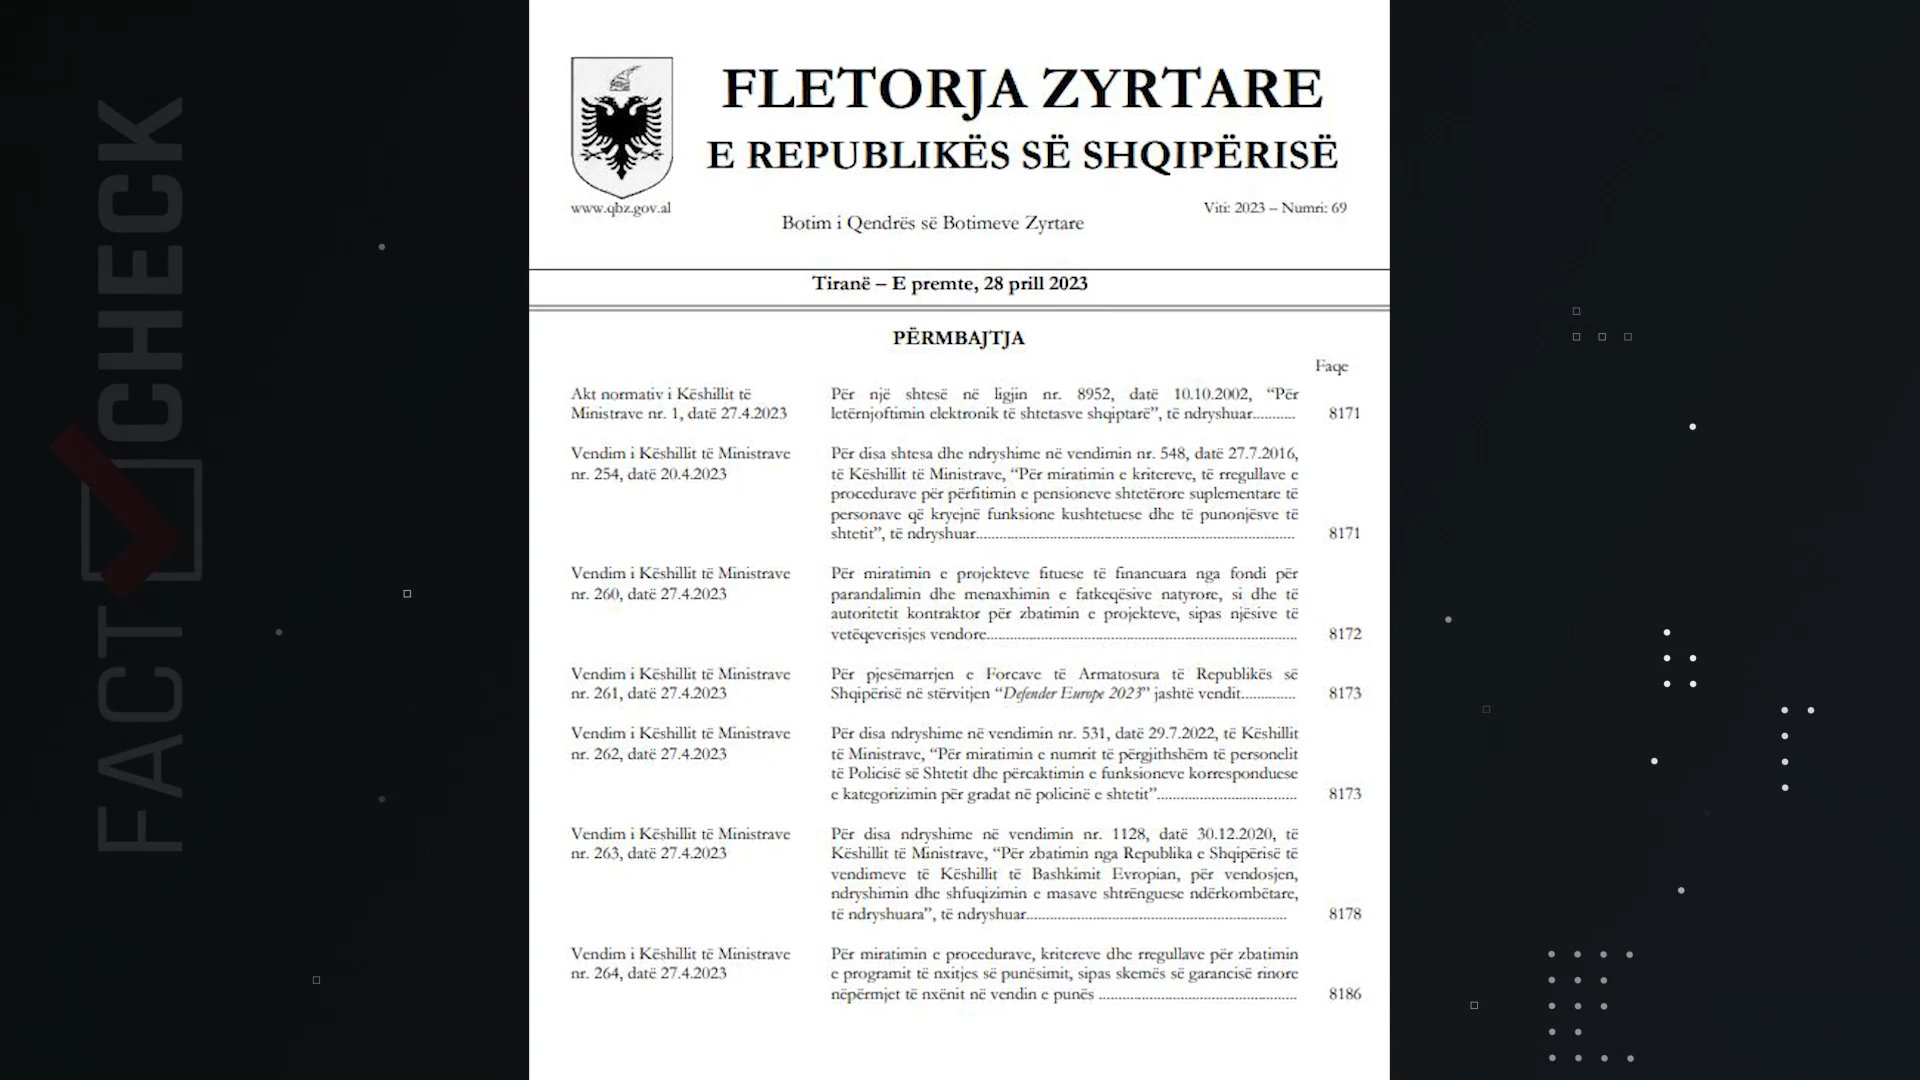 FACT CHECK
FLETORJA ZYRTARE
E REPUBLIKËS SË SHQIPËRISË
www.qbz.gov.al
Viti: 2023 – Numri: 69
Botim i Qendrës së Botimeve Zyrtare
Tiranë – E premte, 28 prill 2023
PËRMBAJTJA
Faqe
Akt normativ i Këshillit të
Ministrave nr. 1, datë 27.4.2023
Për një shtesë në ligjin nr. 8952, datë 10.10.2002, “Për
letërnjoftimin elektronik të shtetasve shqiptarë”, të ndryshuar........... 8171
Vendim i Këshillit të Ministrave
nr. 254, datë 20.4.2023
Për disa shtesa dhe ndryshime në vendimin nr. 548, datë 27.7.2016,
të Këshillit të Ministrave, “Për miratimin e kritereve, të rregullave e
procedurave për përfitimin e pensioneve shtetërore suplementare të
personave që kryejnë funksione kushtetuese dhe të punonjësve të
shtetit”, të ndryshuar........... 8171
Vendim i Këshillit të Ministrave
nr. 260, datë 27.4.2023
Për miratimin e projekteve fituese të financuara nga fondi për
parandalimin dhe menaxhimin e fatkeqësive natyrore, si dhe të
autoritetit kontraktor për zbatimin e projekteve, sipas njësive të
vetëqeverisjes vendore........... 8172
Vendim i Këshillit të Ministrave
nr. 261, datë 27.4.2023
Për pjesëmarrjen e Forcave të Armatosura të Republikës së
Shqipërisë në stërvitjen “Defender Europe 2023” jashtë vendit........... 8173
Vendim i Këshillit të Ministrave
nr. 262, datë 27.4.2023
Për disa ndryshime në vendimin nr. 531, datë 29.7.2022, të Këshillit
të Ministrave, “Për miratimin e numrit të përgjithshëm të personelit
të Policisë së Shtetit dhe përcaktimin e funksioneve korresponduese
e kategorizimin për gradat në policinë e shtetit”........... 8173
Vendim i Këshillit të Ministrave
nr. 263, datë 27.4.2023
Për disa ndryshime në vendimin nr. 1128, datë 30.12.2020, të
Këshillit të Ministrave, “Për zbatimin nga Republika e Shqipërisë të
vendimeve të Këshillit të Bashkimit Evropian, për vendosjen,
ndryshimin dhe shfuqizimin e masave shtrënguese ndërkombëtare,
të ndryshuara”, të ndryshuar........... 8178
Vendim i Këshillit të Ministrave
nr. 264, datë 27.4.2023
Për miratimin e procedurave, kritereve dhe rregullave për zbatimin
e programit të nxitjes së punësimit, sipas skemës së garancisë rinore
nëpërmjet të nxënit në vendin e punës ........... 8186